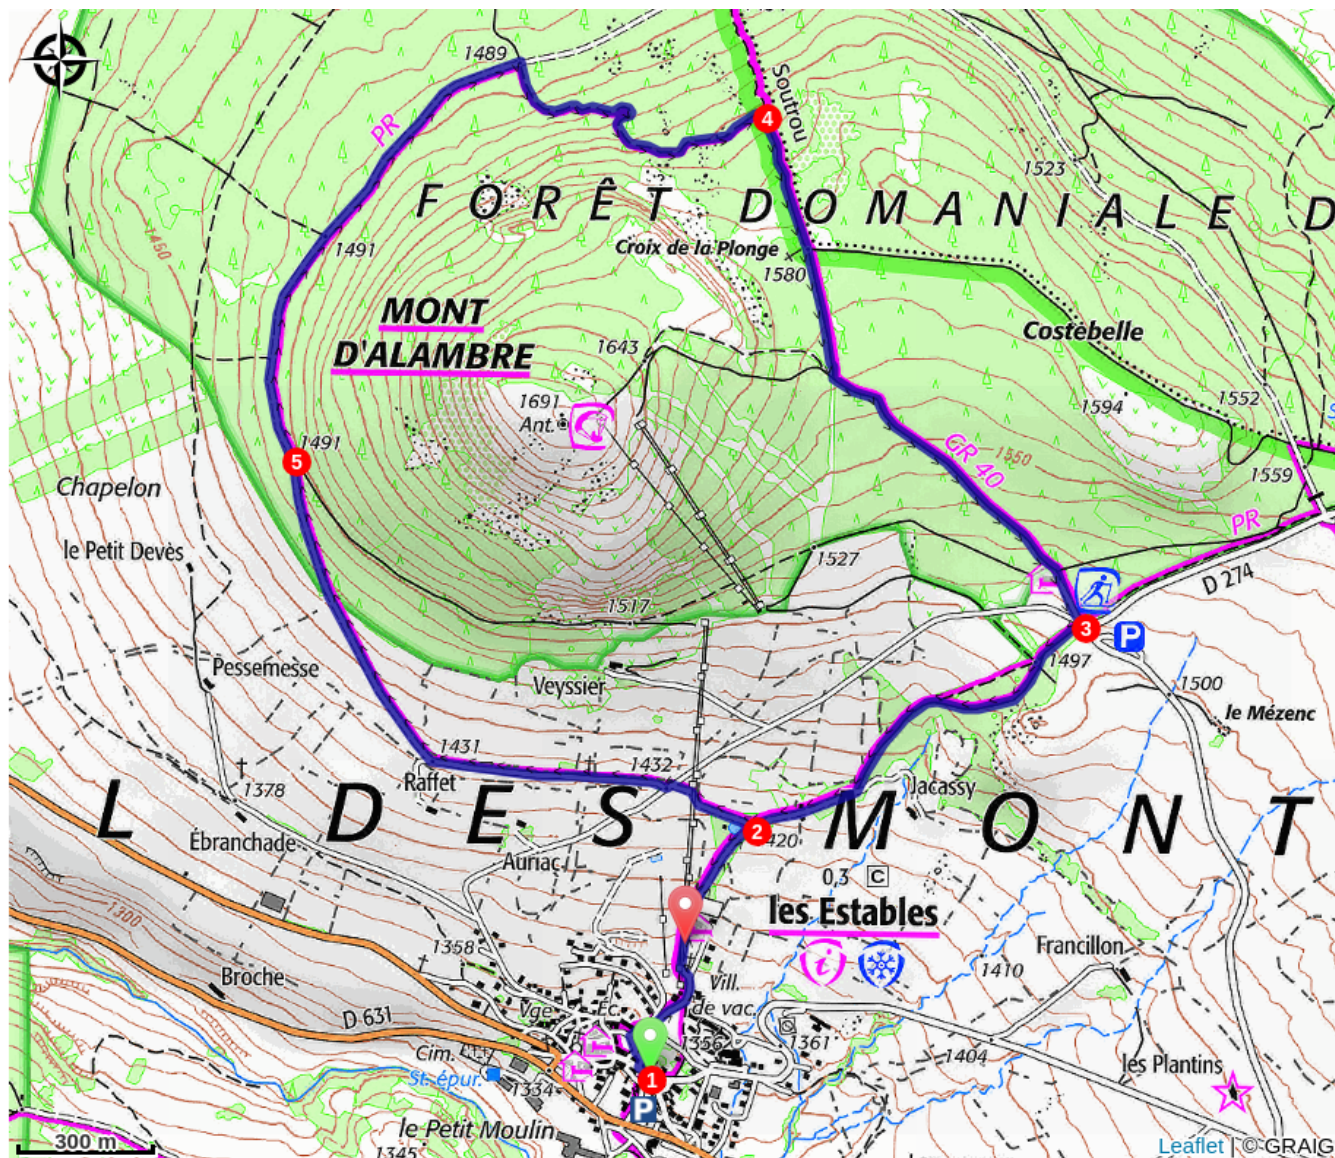 1489
4
Soutrou
PR
1523
FORÊT DOMANIALE D
1450
1491
Croix de la Plonge
1580
MONT
D'ALAMBRE
Costebelle
1643
1691
Ant.
1594
1552
1491
5
GR 40
1550
1559
Chapelon
PR
le Petit Devès
1527
D 274
1517
3
P
1497
Pessemesse
Veyssier
1500
le Mézenc
1431
1432
Raffet
1378
Jacassy
L DES MONT
2
420
Ébranchade
Auriac
0,3 C
les Estables
1300
i
1358
Francillon
1410
Broche
Vill.
de vac.
Vge
Éc.
D 631
1356
1361
Cim.
St. épur.
1404
les Plantins
1334
1
P
le Petit Moulin
1345
300 m
Leaflet | © GRAIG